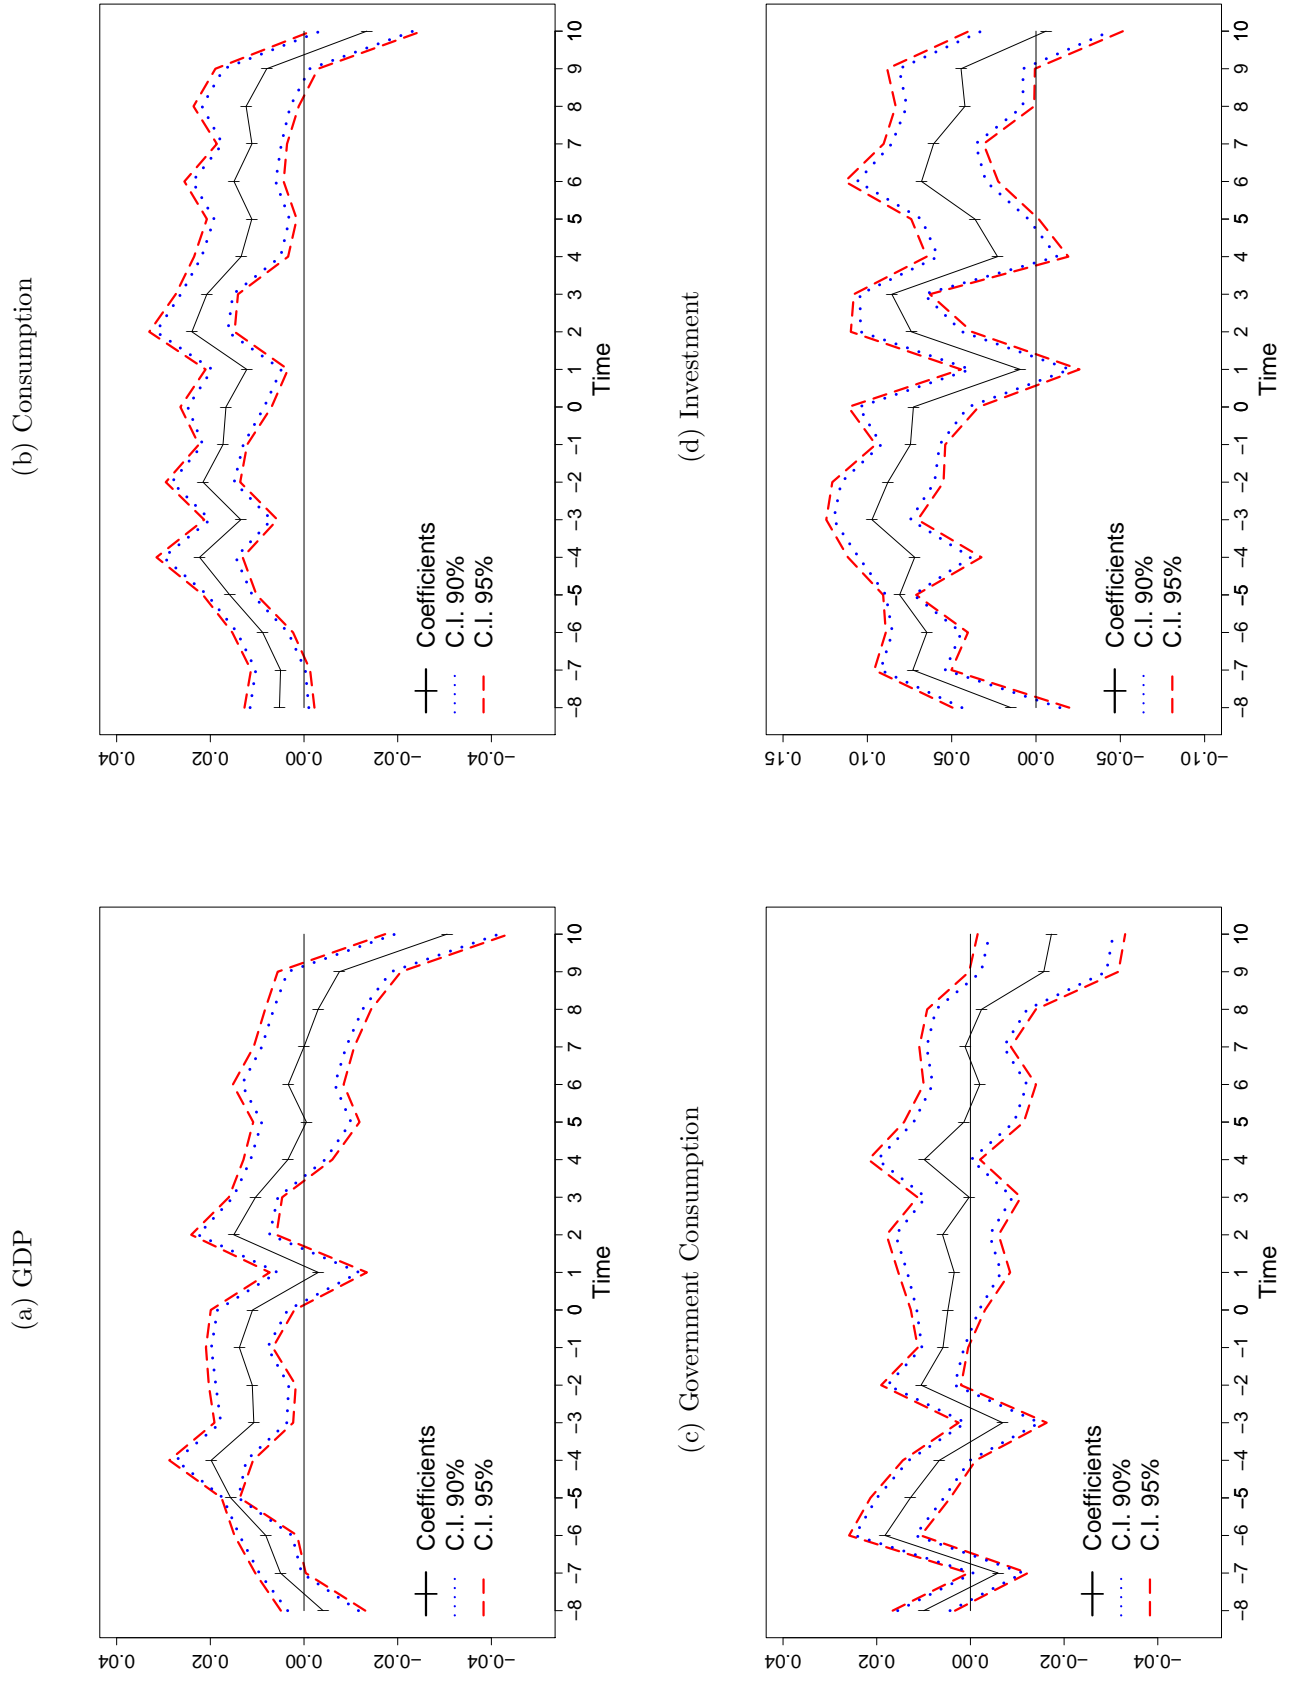 (a) GDP
0.04
0.02
0.00
−0.02
−0.04
−8 −7 −6 −5 −4 −3 −2 −1 0 1 2 3 4 5 6 7 8 9 10
Time
Coefficients
C.I. 90%
C.I. 95%
(b) Consumption
0.04
0.02
0.00
−0.02
−0.04
−8 −7 −6 −5 −4 −3 −2 −1 0 1 2 3 4 5 6 7 8 9 10
Time
Coefficients
C.I. 90%
C.I. 95%
(c) Government Consumption
0.04
0.02
0.00
−0.02
−0.04
−8 −7 −6 −5 −4 −3 −2 −1 0 1 2 3 4 5 6 7 8 9 10
Time
Coefficients
C.I. 90%
C.I. 95%
(d) Investment
0.15
0.10
0.05
0.00
−0.05
−0.10
−8 −7 −6 −5 −4 −3 −2 −1 0 1 2 3 4 5 6 7 8 9 10
Time
Coefficients
C.I. 90%
C.I. 95%